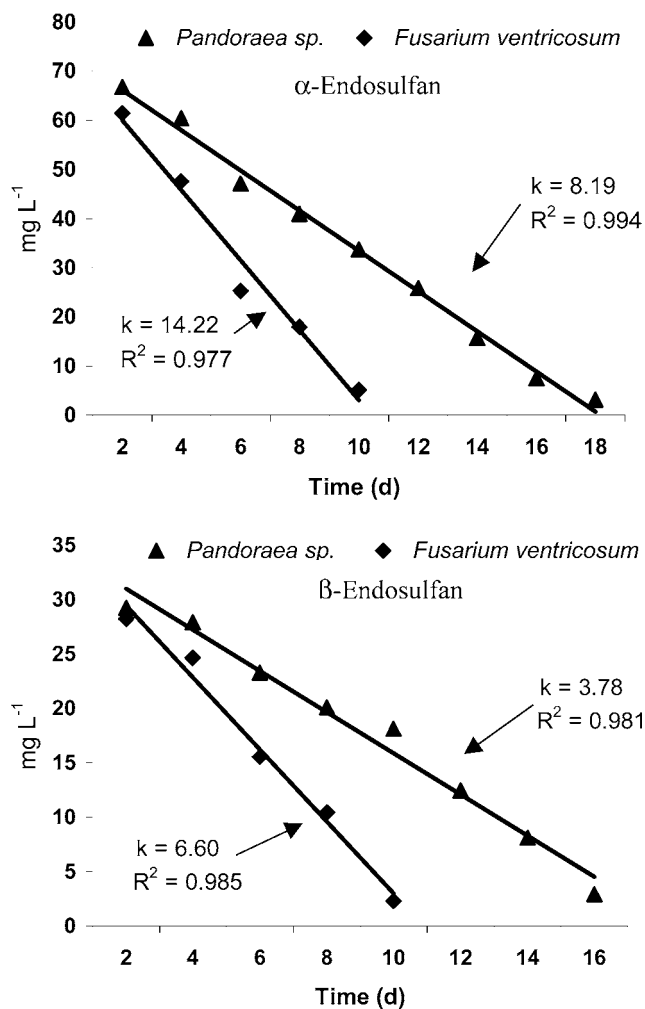 Pandoraea sp. Fusarium ventricosum
α-Endosulfan
80
70
60
50
40
30
20
10
0
mg L-1
k = 8.19
R2 = 0.994
k = 14.22
R2 = 0.977
2 4 6 8 10 12 14 16 18
Time (d)
Pandoraea sp. Fusarium ventricosum
ß-Endosulfan
35
30
25
20
15
10
5
0
mg L-1
k = 3.78
R2 = 0.981
k = 6.60
R2 = 0.985
2 4 6 8 10 12 14 16
Time (d)